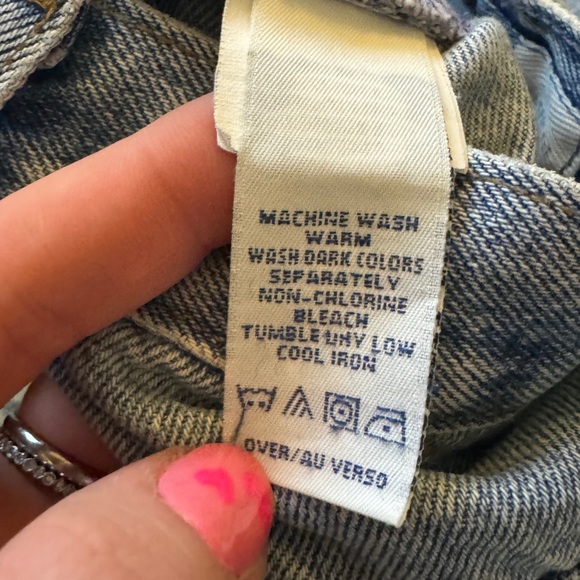 MACHINE WASH
WARM
WASH DARK COLORS
SEPARATELY
NON-CHLORINE
BLEACH
TUMBLE DRY LOW
COOL IRON
OVER/AU VERSO